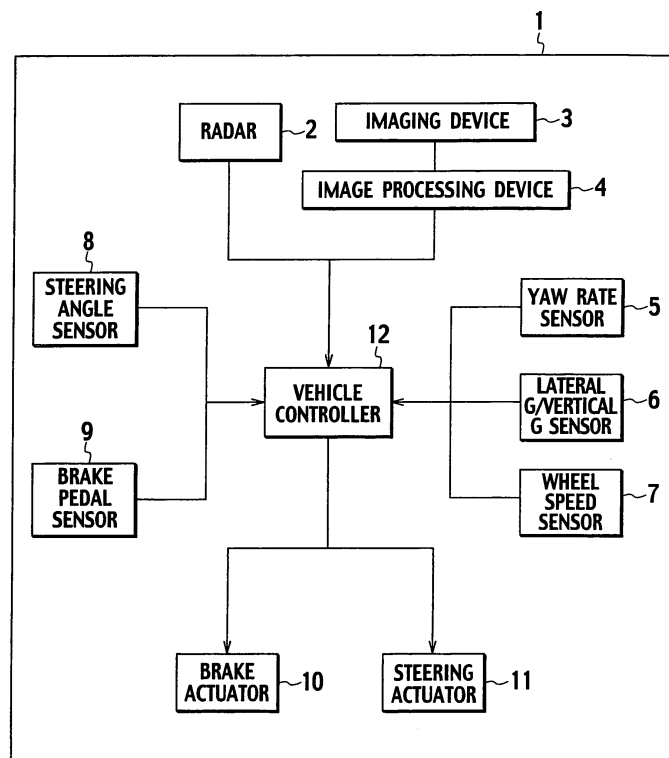 1
RADAR
2
IMAGING DEVICE
3
IMAGE PROCESSING DEVICE
4
8
STEERING
ANGLE
SENSOR
YAW RATE
SENSOR
5
12
VEHICLE
CONTROLLER
LATERAL
G/VERTICAL
G SENSOR
6
9
BRAKE
PEDAL
SENSOR
WHEEL
SPEED
SENSOR
7
BRAKE
ACTUATOR
10
STEERING
ACTUATOR
11